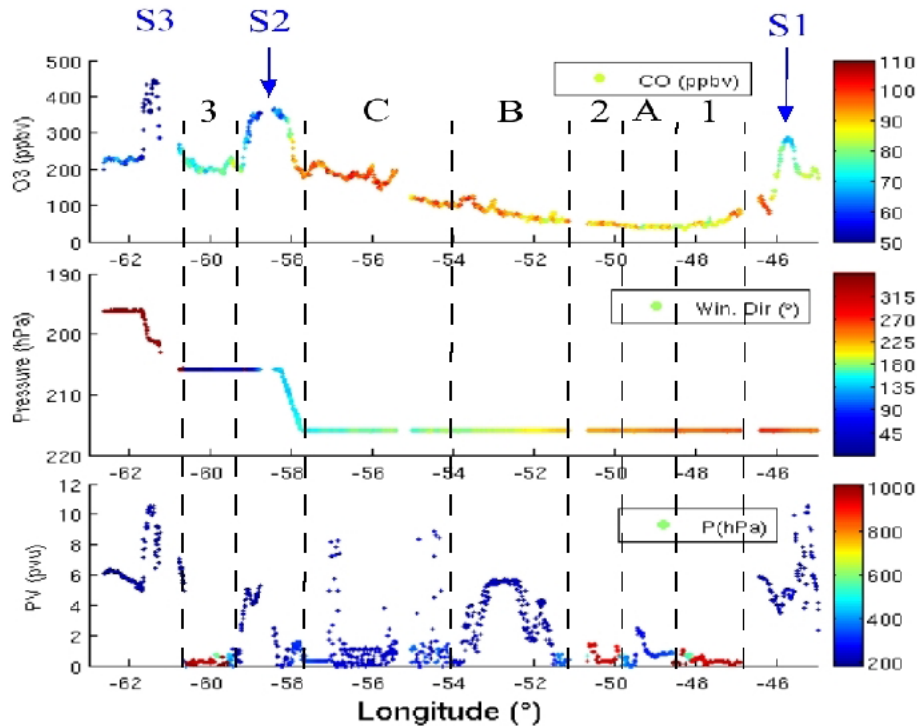 S3 S2 S1
500 110
CO (ppbv)
400 100
3 C B 2 A 1
300 90
80
200 70
100 60
0 50
O3 (ppbv)
-62 -60 -58 -56 -54 -52 -50 -48 -46
190
Win. Dir (°)
315
200 270
225
180
210 135
90
220 45
Pressure (hPa)
-62 -60 -58 -56 -54 -52 -50 -48 -46
12 1000
P(hPa)
10
8 800
6 600
4
2 400
0 200
PV (pvu)
-62 -60 -58 -56 -54 -52 -50 -48 -46
Longitude (°)